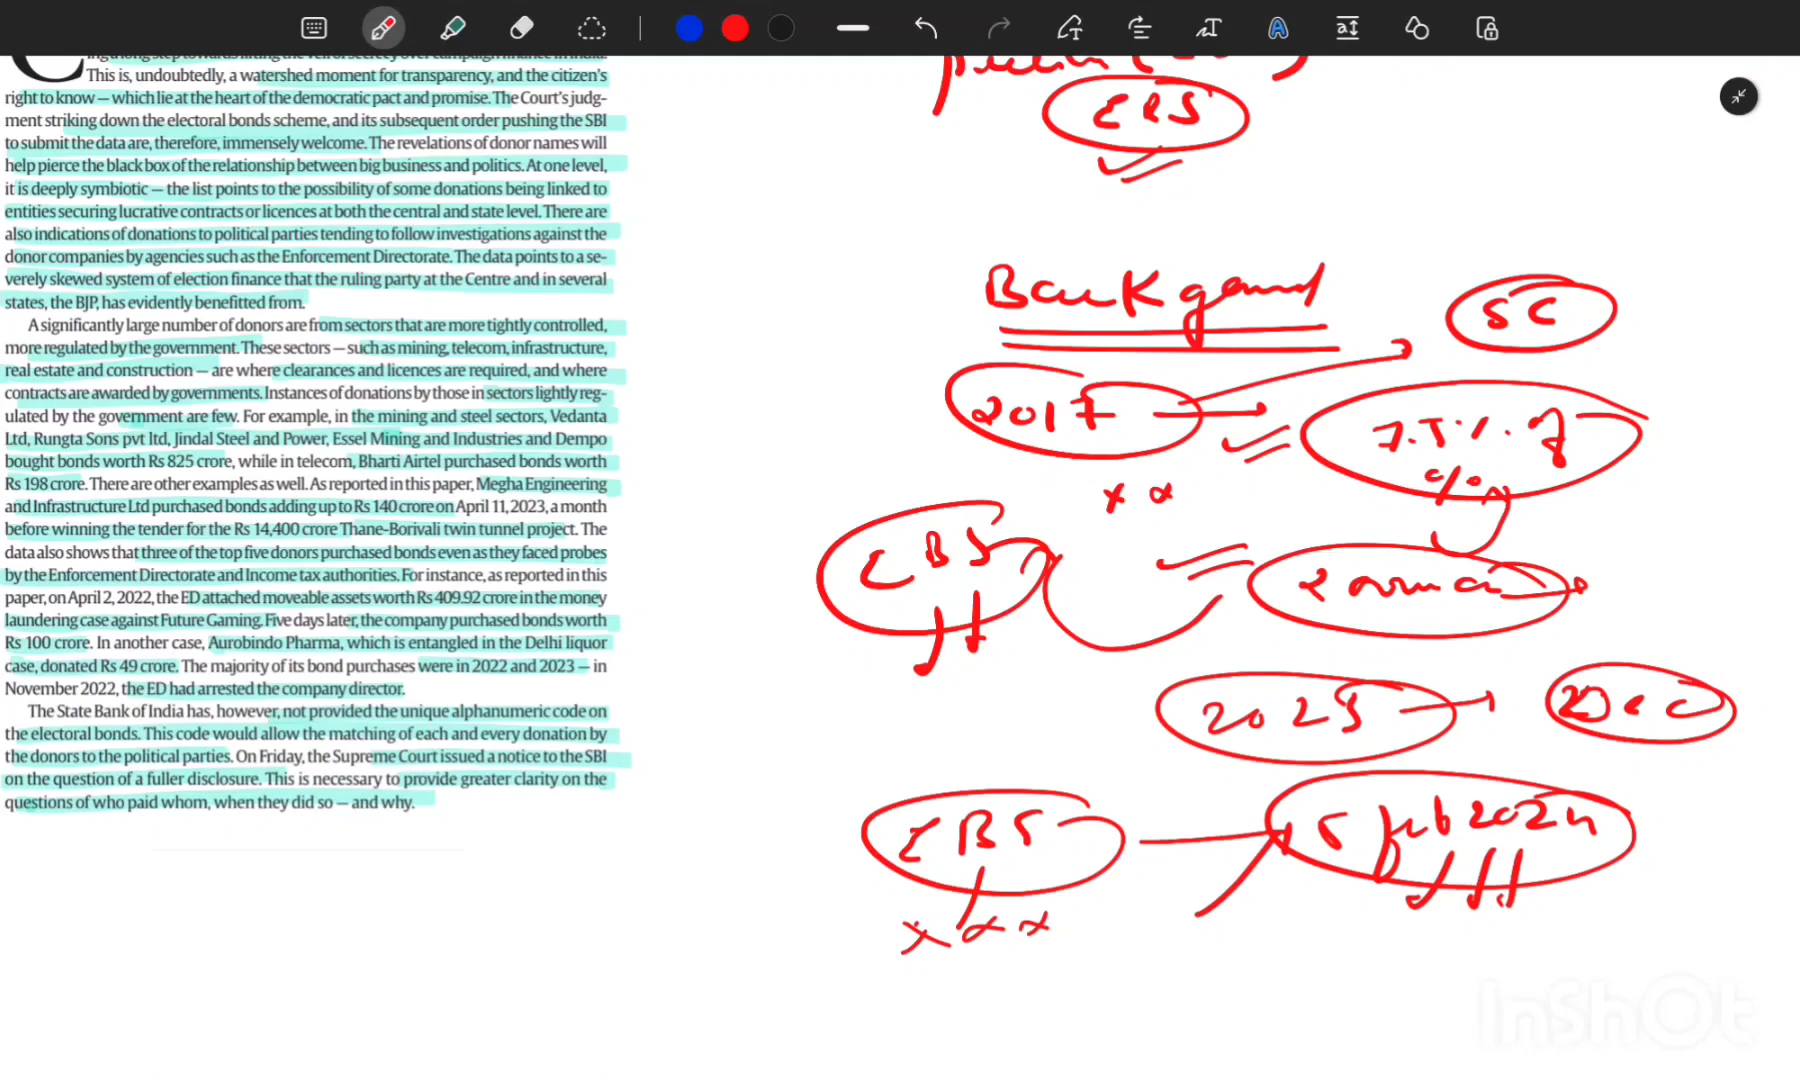 ing a long step towards lifting the veil of secrecy over campaign finance in India.
This is, undoubtedly, a watershed moment for transparency, and the citizen's
right to know — which lie at the heart of the democratic pact and promise. The Court's judg-
ment striking down the electoral bonds scheme, and its subsequent order pushing the SBI
to submit the data are, therefore, immensely welcome. The revelations of donor names will
help pierce the black box of the relationship between big business and politics. At one level,
it is deeply symbiotic — the list points to the possibility of some donations being linked to
entities securing lucrative contracts or licences at both the central and state level. There are
also indications of donations to political parties tending to follow investigations against the
donor companies by agencies such as the Enforcement Directorate. The data points to a se-
verely skewed system of election finance that the ruling party at the Centre and in several
states, the BJP, has evidently benefitted from.
A significantly large number of donors are from sectors that are more tightly controlled,
more regulated by the government. These sectors — such as mining, telecom, infrastructure,
real estate and construction — are where clearances and licences are required, and where
contracts are awarded by governments. Instances of donations by those in sectors lightly reg-
ulated by the government are few. For example, in the mining and steel sectors, Vedanta
Ltd, Rungta Sons pvt ltd, Jindal Steel and Power, Essel Mining and Industries and Dempo
bought bonds worth Rs 825 crore, while in telecom, Bharti Airtel purchased bonds worth
Rs 198 crore. There are other examples as well. As reported in this paper, Megha Engineering
and Infrastructure Ltd purchased bonds adding up to Rs 140 crore on April 11, 2023, a month
before winning the tender for the Rs 14,400 crore Thane-Borivali twin tunnel project. The
data also shows that three of the top five donors purchased bonds even as they faced probes
by the Enforcement Directorate and Income tax authorities. For instance, as reported in this
paper, on April 2, 2022, the ED attached moveable assets worth Rs 409.92 crore in the money
laundering case against Future Gaming. Five days later, the company purchased bonds worth
Rs 100 crore. In another case, Aurobindo Pharma, which is entangled in the Delhi liquor
case, donated Rs 49 crore. The majority of its bond purchases were in 2022 and 2023 — in
November 2022, the ED had arrested the company director.
The State Bank of India has, however, not provided the unique alphanumeric code on
the electoral bonds. This code would allow the matching of each and every donation by
the donors to the political parties. On Friday, the Supreme Court issued a notice to the SBI
on the question of a fuller disclosure. This is necessary to provide greater clarity on the
questions of who paid whom, when they did so — and why.
SC
2017
7.5%. of
EBS
Dec
EBS
15 feb 2024
InShOt